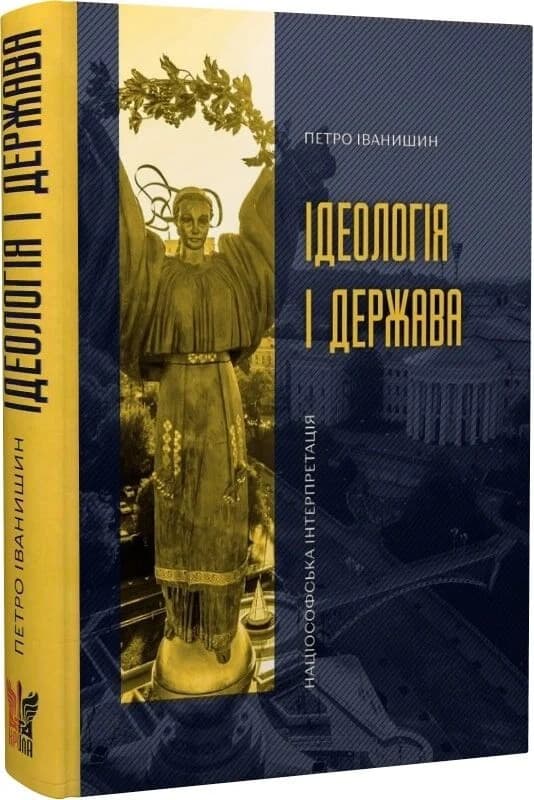 ПЕТРО ІВАНИШИН
ІДЕОЛОГІЯ
І ДЕРЖАВА
НАЦІОСОФСЬКА ІНТЕРПРЕТАЦІЯ
ІДЕОЛОГІЯ І ДЕРЖАВА
ПЕТРО ІВАНИШИН